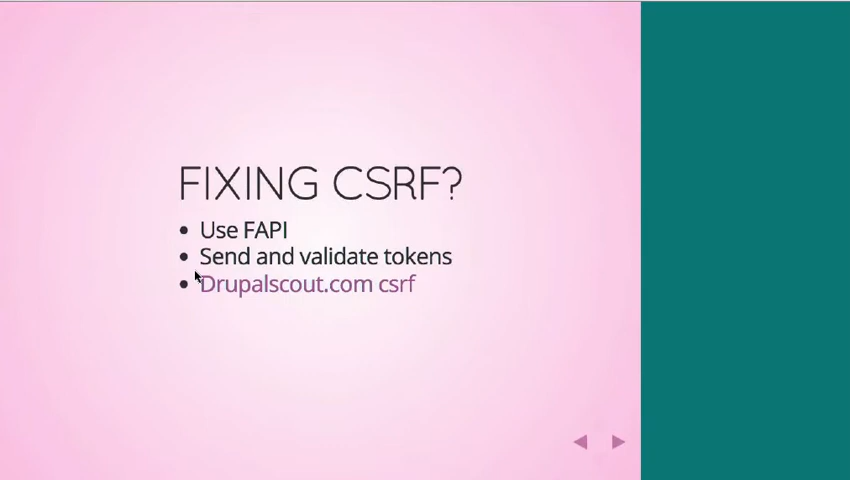 FIXING CSRF?
Use FAPI
Send and validate tokens
Drupalscout.com csrf